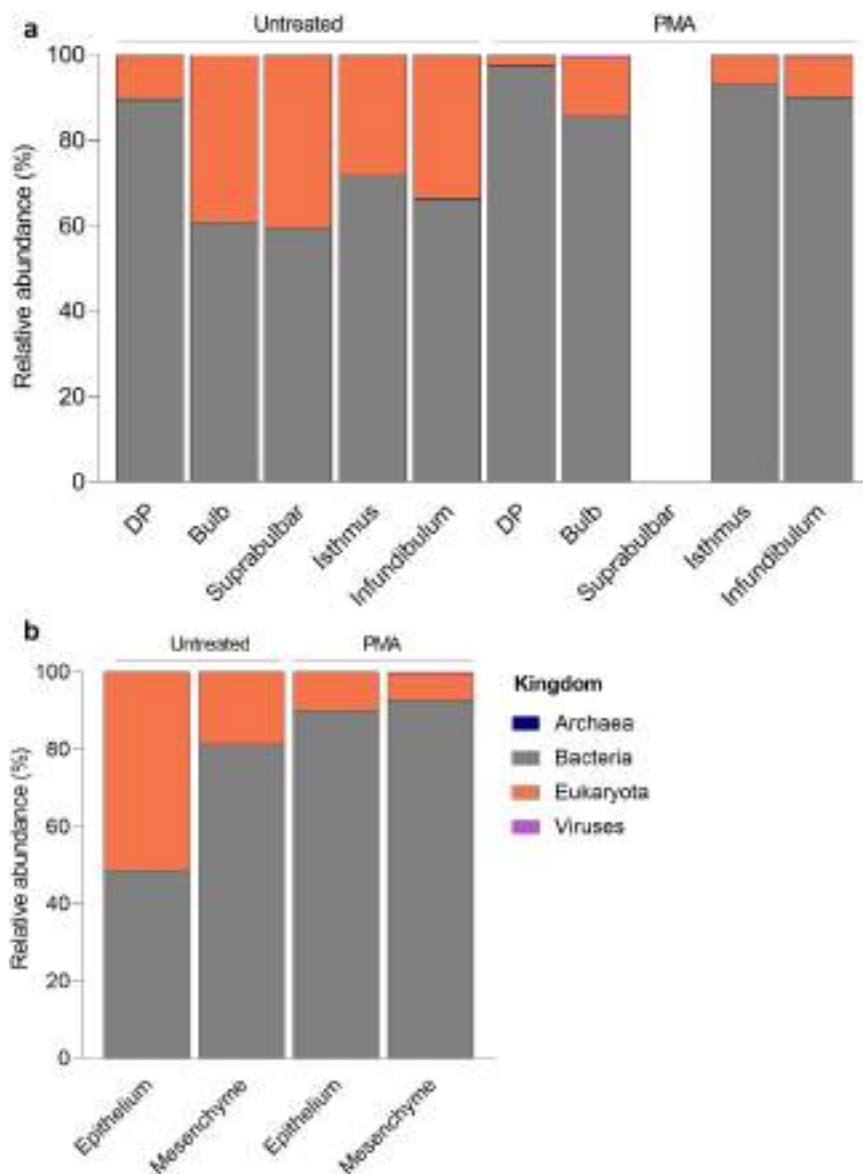 a
Untreated PMA
Relative abundance (%)
100
80
60
40
20
0
DP Bulb Suprabulbar Isthmus Infundibulum DP Bulb Suprabulbar Isthmus Infundibulum
b
Untreated PMA
Relative abundance (%)
100
80
60
40
20
0
Epithelium Mesenchyme Epithelium Mesenchyme
Kingdom
Archaea
Bacteria
Eukaryota
Viruses